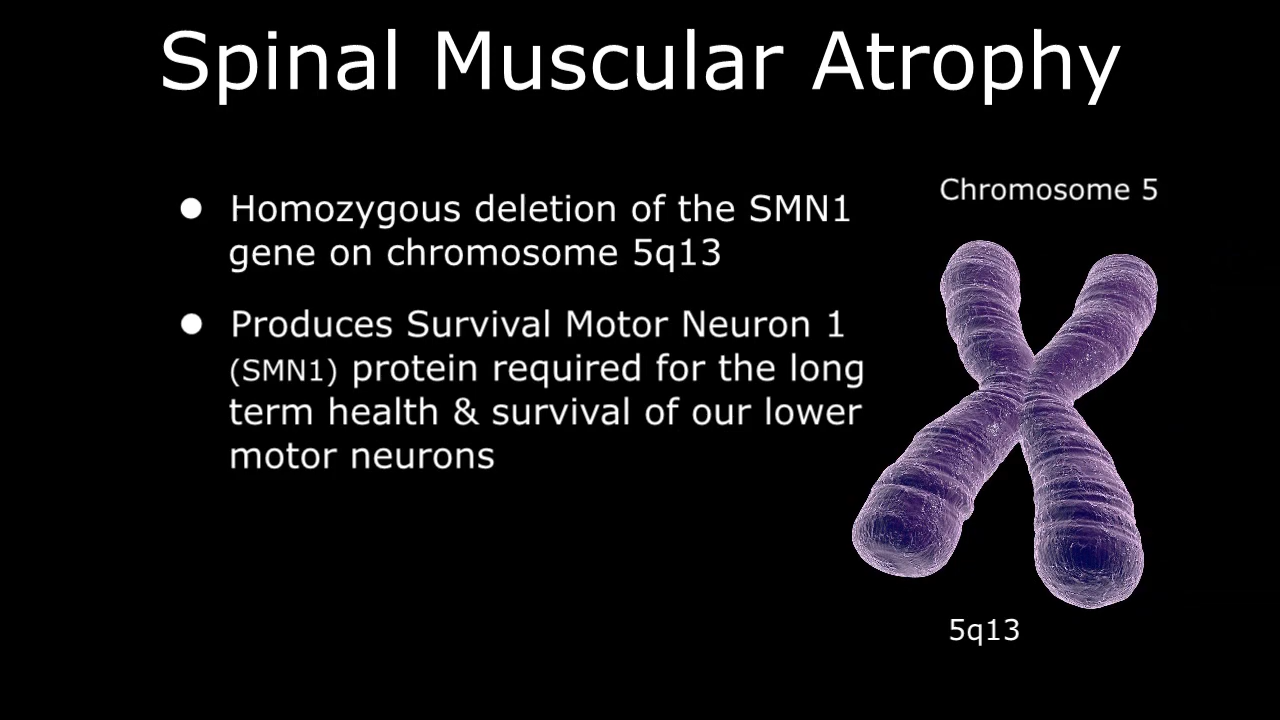 Spinal Muscular Atrophy
● Homozygous deletion of the SMN1
gene on chromosome 5q13
● Produces Survival Motor Neuron 1
(SMN1) protein required for the long
term health & survival of our lower
motor neurons
Chromosome 5
5q13